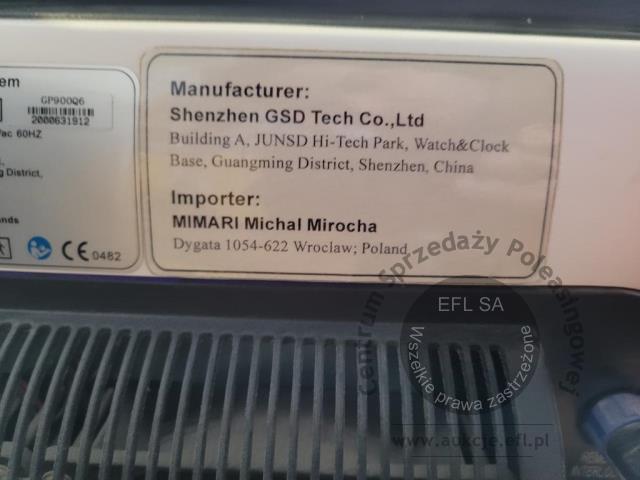 em
GP900Q6
2000631912
Vac 60HZ
g District,
ands
CE 0482
Manufacturer:
Shenzhen GSD Tech Co.,Ltd
Building A, JUNSD Hi-Tech Park, Watch&Clock
Base, Guangming District, Shenzhen, China
Importer:
MIMARI Michal Mirocha
Dygata 1054-622 Wroclaw; Poland
Centrum Sprzedaży Poleasingowej
EFL SA
Wszelkie prawa zastrzeżone
www.aukcje.efl.pl